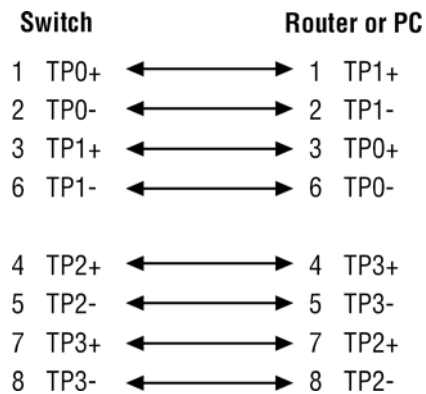 Switch Router or PC
1 TP0+ 1 TP1+
2 TP0- 2 TP1-
3 TP1+ 3 TP0+
6 TP1- 6 TP0-
4 TP2+ 4 TP3+
5 TP2- 5 TP3-
7 TP3+ 7 TP2+
8 TP3- 8 TP2-